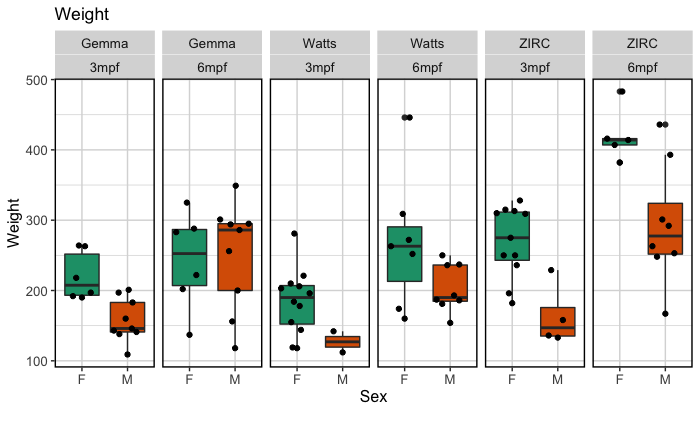 Weight
Gemma Gemma Watts Watts ZIRC ZIRC
3mpf 6mpf 3mpf 6mpf 3mpf 6mpf
500
400
300
200
100
Weight
F M F M F M F M F M F M
Sex